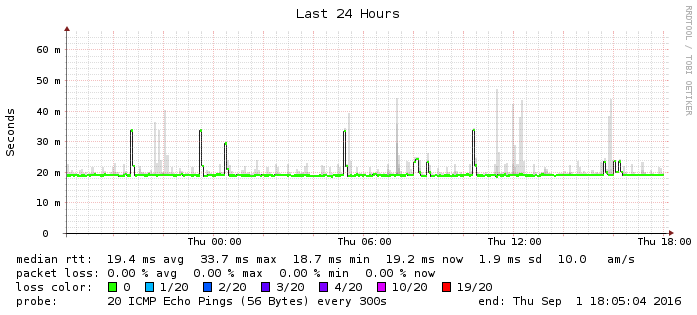 Last 24 Hours
RRDTOOL / TOBI OETIKER
Seconds
60 m
50 m
40 m
30 m
20 m
10 m
0
Thu 00:00 Thu 06:00 Thu 12:00 Thu 18:00
median rtt: 19.4 ms avg 33.7 ms max 18.7 ms min 19.2 ms now 1.9 ms sd 10.0 am/s
packet loss: 0.00 % avg 0.00 % max 0.00 % min 0.00 % now
loss color: 0 1/20 2/20 3/20 4/20 10/20 19/20
probe: 20 ICMP Echo Pings (56 Bytes) every 300s end: Thu Sep 1 18:05:04 2016